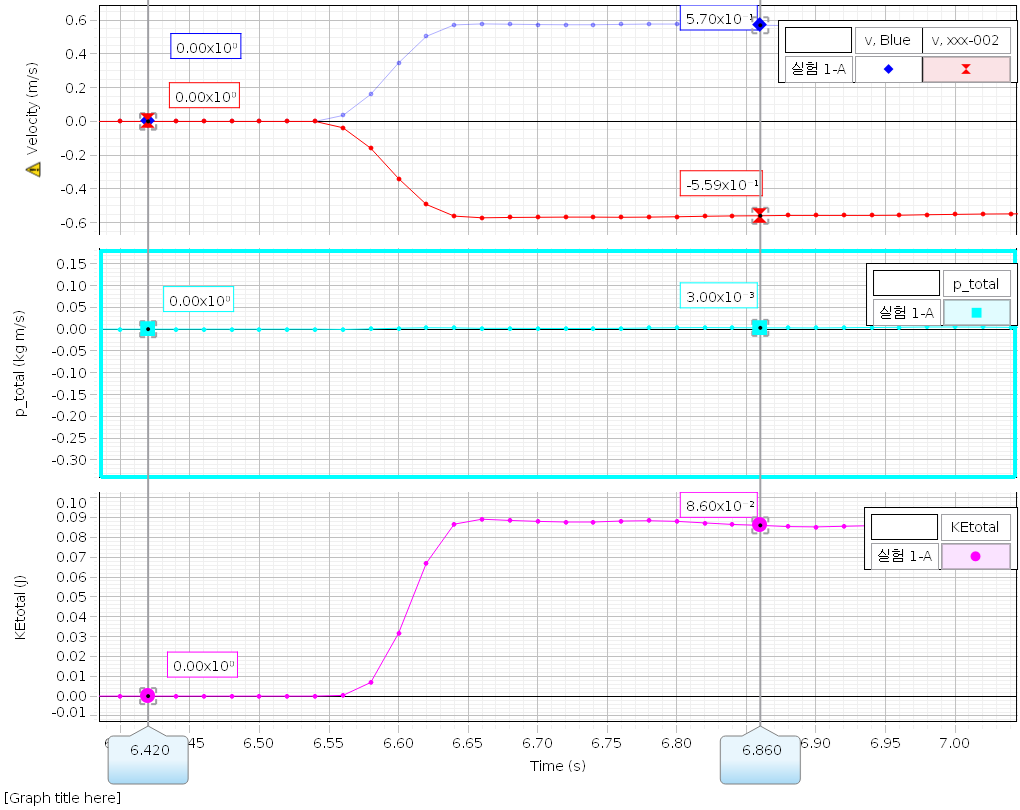 Velocity (m/s)
0.6
0.4
0.2
0.0
-0.2
-0.4
-0.6
0.00x10⁰
0.00x10⁰
5.70x10⁻¹
-5.59x10⁻¹
v, Blue v, xxx-002
실험 1-A
p_total (kg m/s)
0.15
0.10
0.05
0.00
-0.05
-0.10
-0.15
-0.20
-0.25
-0.30
0.00x10⁰
3.00x10⁻³
p_total
실험 1-A
KEtotal (J)
0.10
0.09
0.08
0.07
0.06
0.05
0.04
0.03
0.02
0.01
0.00
-0.01
0.00x10⁰
8.60x10⁻²
KEtotal
실험 1-A
6.420 45 6.50 6.55 6.60 6.65 6.70 6.75 6.80 6.860 6.90 6.95 7.00
Time (s)
[Graph title here]